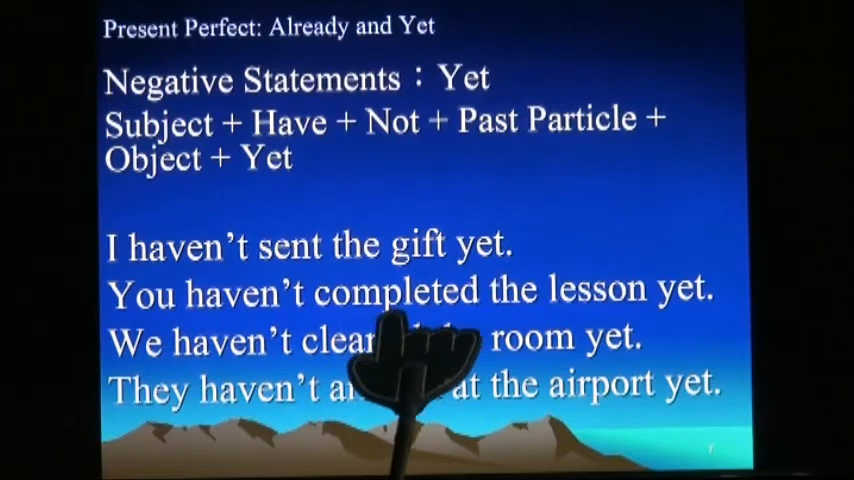 Present Perfect: Already and Yet
Negative Statements : Yet
Subject + Have + Not + Past Particle +
Object + Yet
I haven't sent the gift yet.
You haven't completed the lesson yet.
We haven't room yet.
They haven't at the airport yet.